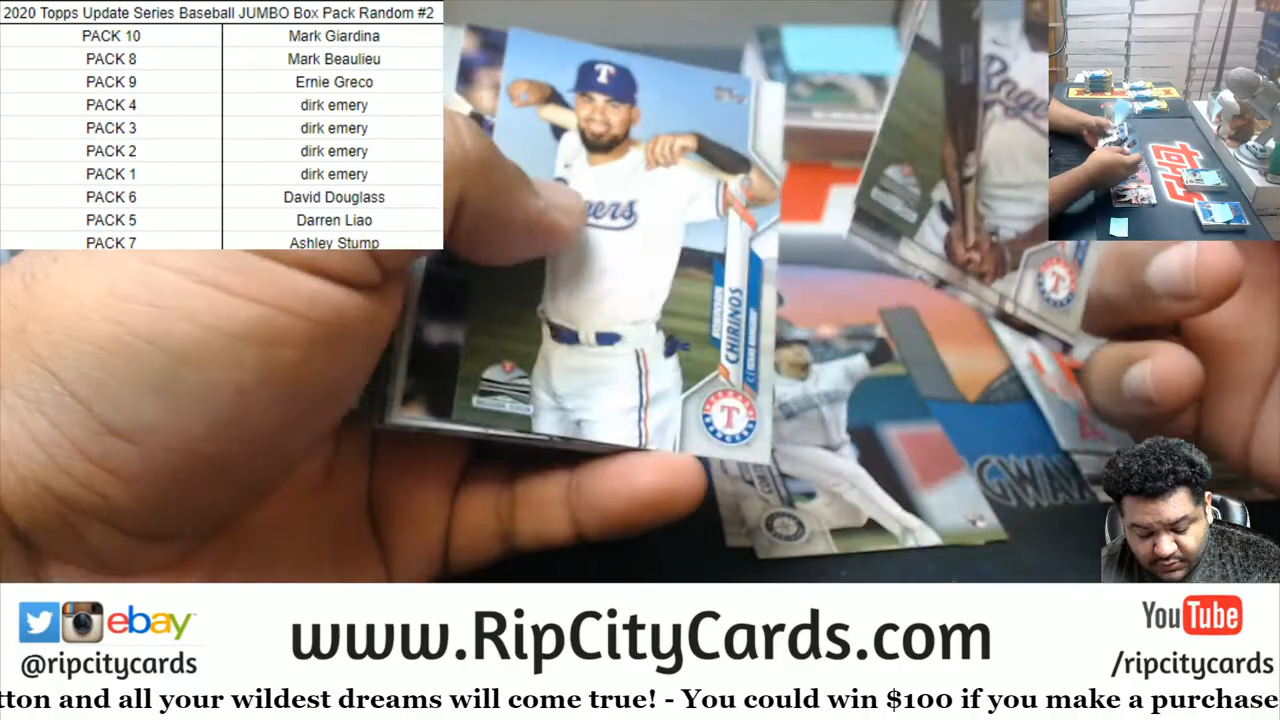 2020 Topps Update Series Baseball JUMBO Box Pack Random #2
PACK 10 Mark Giardina
PACK 8 Mark Beaulieu
PACK 9 Ernie Greco
PACK 4 dirk emery
PACK 3 dirk emery
PACK 2 dirk emery
PACK 1 dirk emery
PACK 6 David Douglass
PACK 5 Darren Liao
PACK 7 Ashley Stump
T
CHIRINOS
T
ebay
@ripcitycards
www.RipCityCards.com
YouTube
/ripcitycards
tton and all your wildest dreams will come true! - You could win $100 if you make a purchase